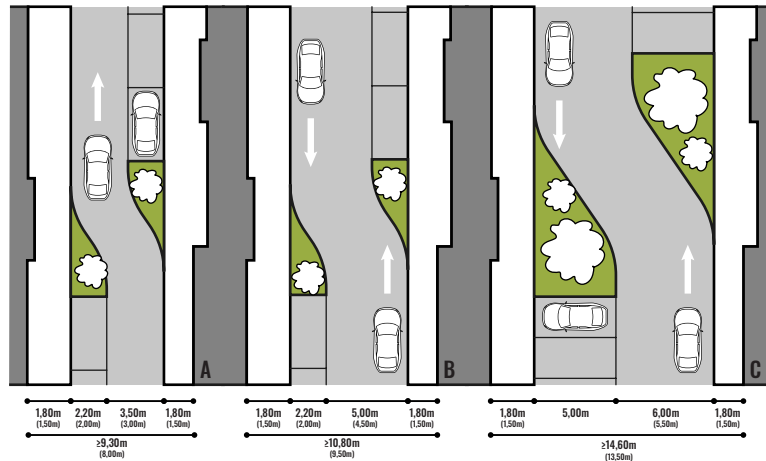 A
B
C
1,80m 2,20m 3,50m 1,80m
(1,50m) (2,00m) (3,00m) (1,50m)
≥9,30m
(8,00m)
1,80m 2,20m 5,00m 1,80m
(1,50m) (2,00m) (4,50m) (1,50m)
≥10,80m
(9,50m)
1,80m 5,00m 6,00m 1,80m
(1,50m) (5,50m) (1,50m)
≥14,60m
(13,50m)